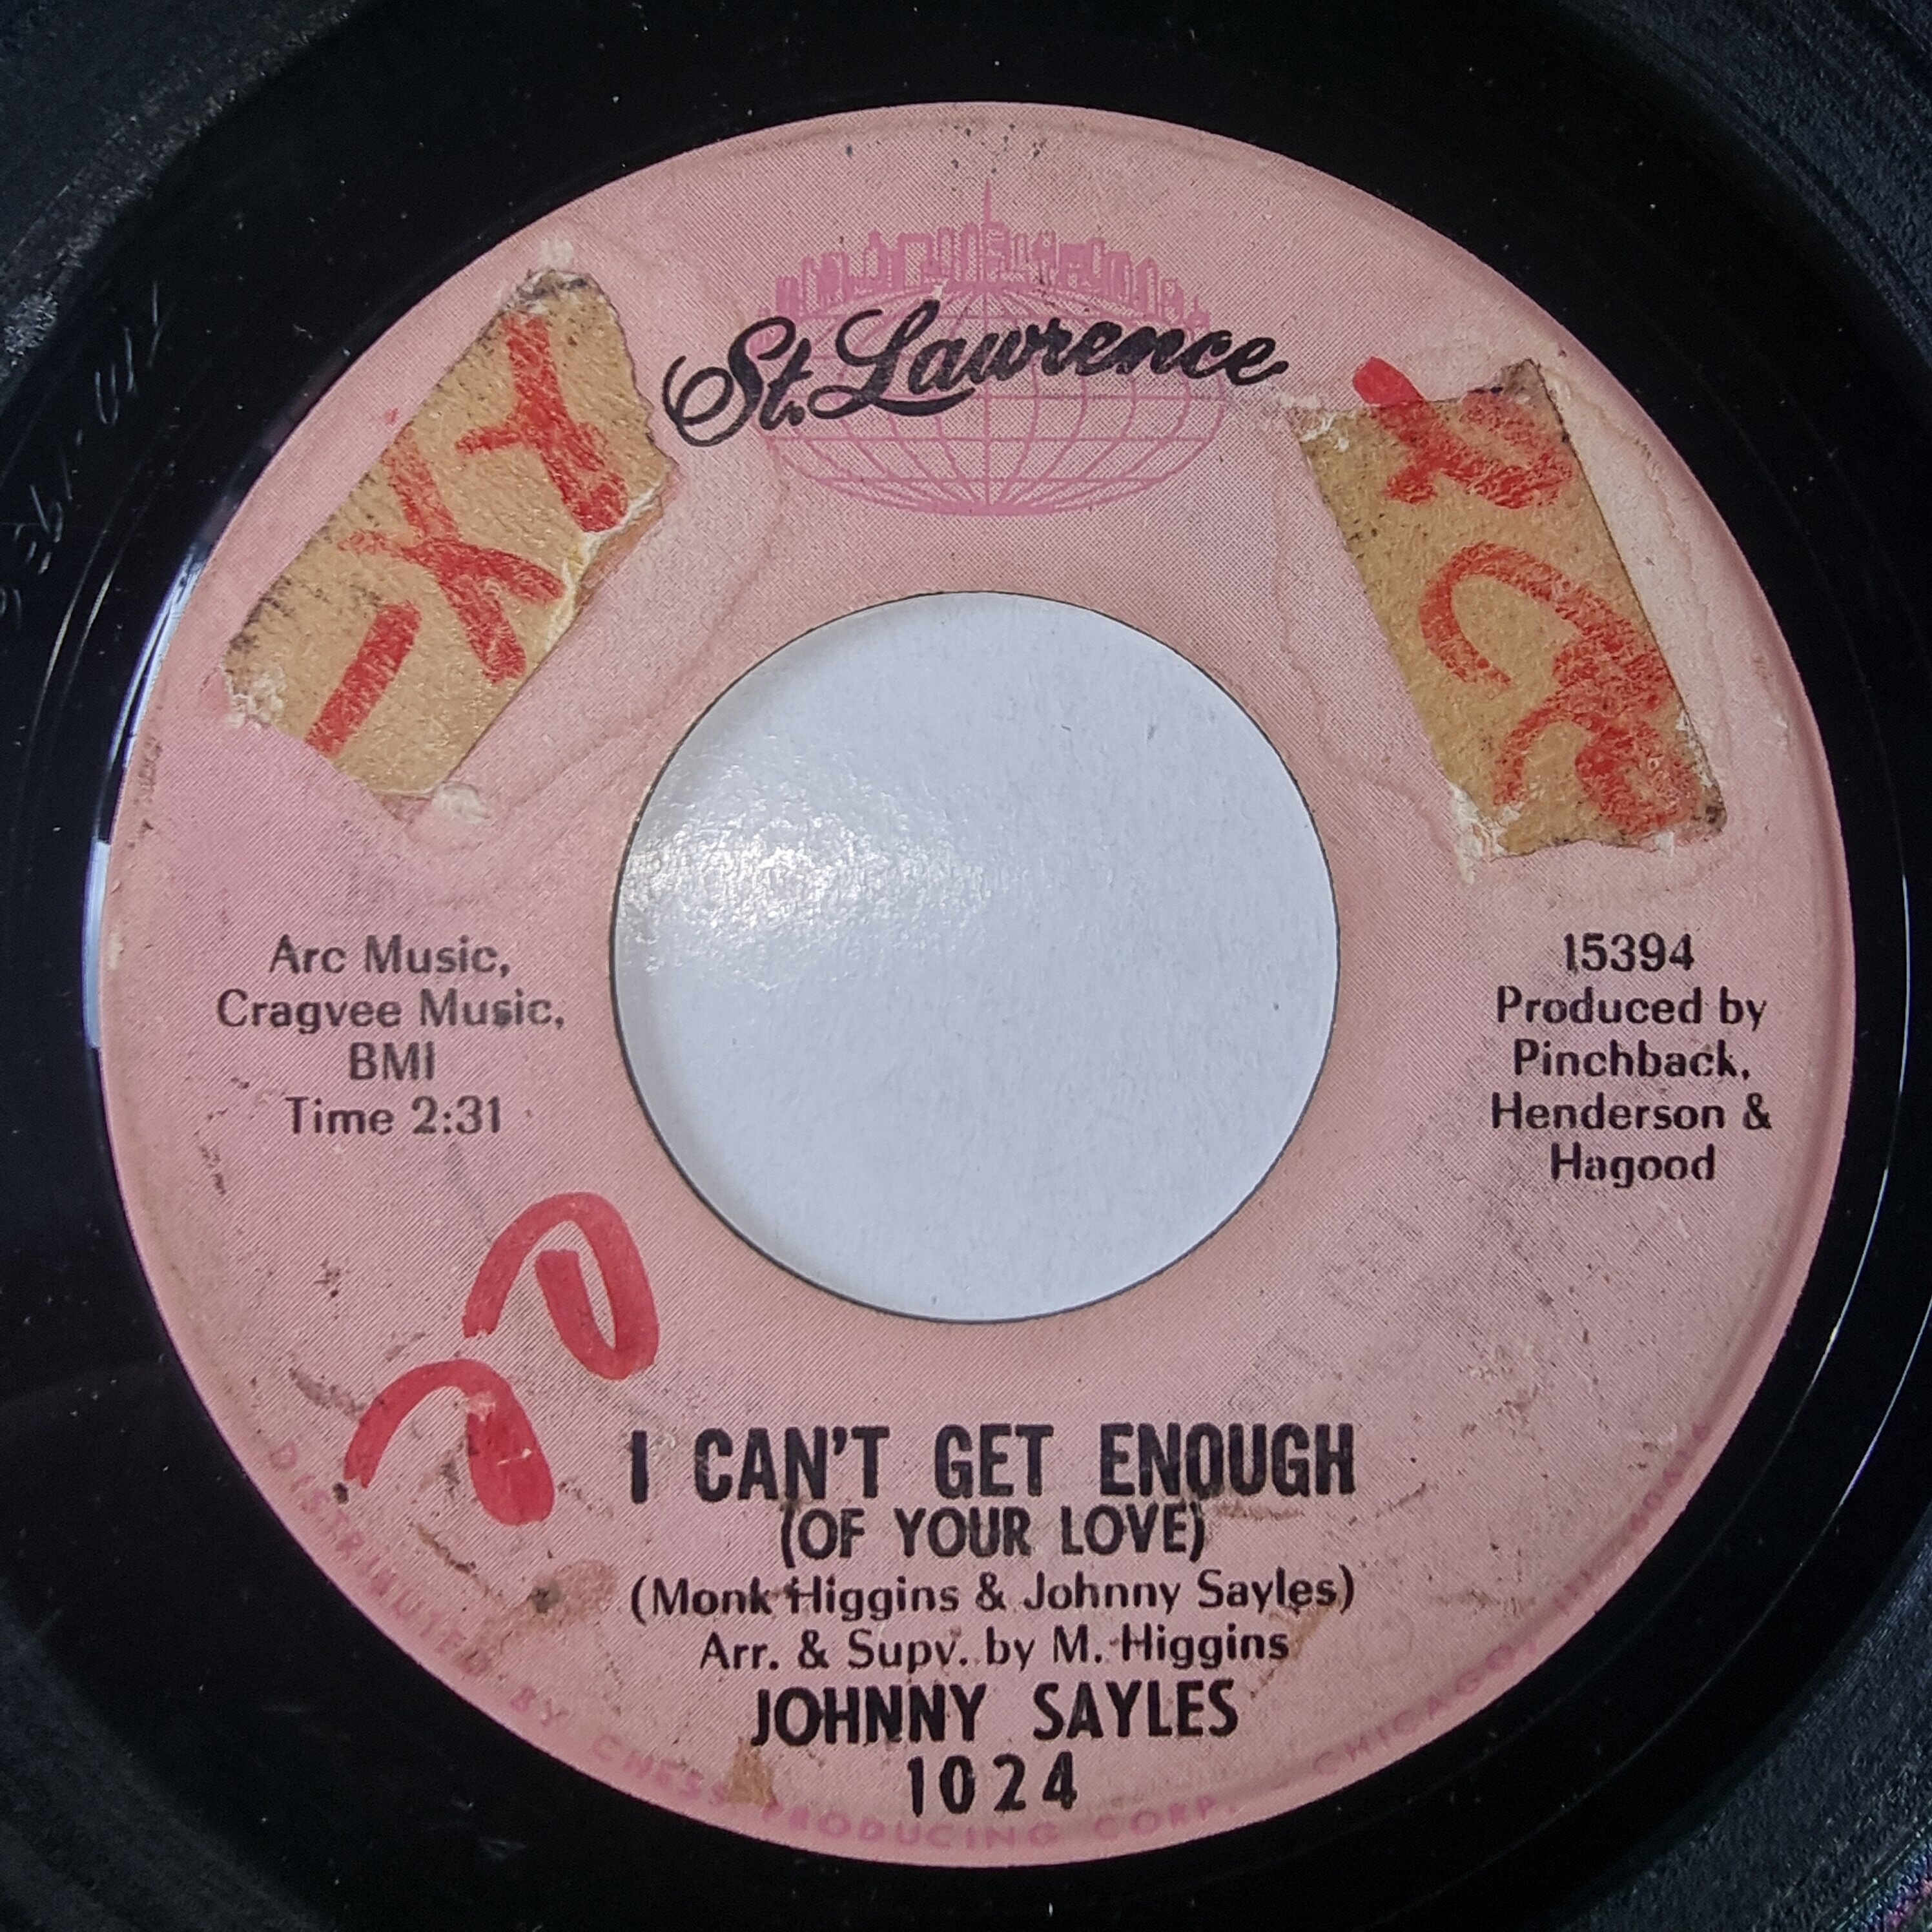 St. Lawrence
Arc Music,
Cragvee Music,
BMI
Time 2:31
15394
Produced by
Pinchback,
Henderson &
Hagood
I CAN'T GET ENOUGH
(OF YOUR LOVE)
(Monk Higgins & Johnny Sayles)
Arr. & Supv. by M. Higgins
JOHNNY SAYLES
1024
DISTRIBUTED BY CHESS PRODUCING CORP. CHICAGO